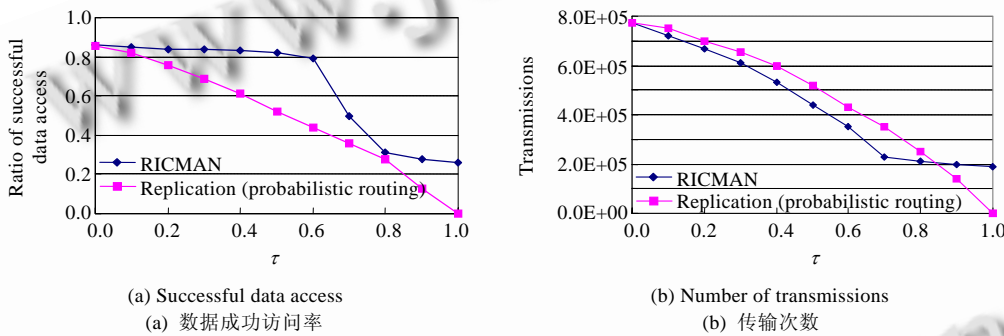 1.0
0.8
0.6
0.4
0.2
0.0
Ratio of successful
data access
RICMAN
Replication (probabilistic routing)
0.0 0.2 0.4 0.6 0.8 1.0
τ
(a) Successful data access
(a) 数据成功访问率
8.0E+05
6.0E+05
4.0E+05
2.0E+05
0.0E+00
Transmissions
RICMAN
Replication (probabilistic routing)
0.0 0.2 0.4 0.6 0.8 1.0
τ
(b) Number of transmissions
(b) 传输次数